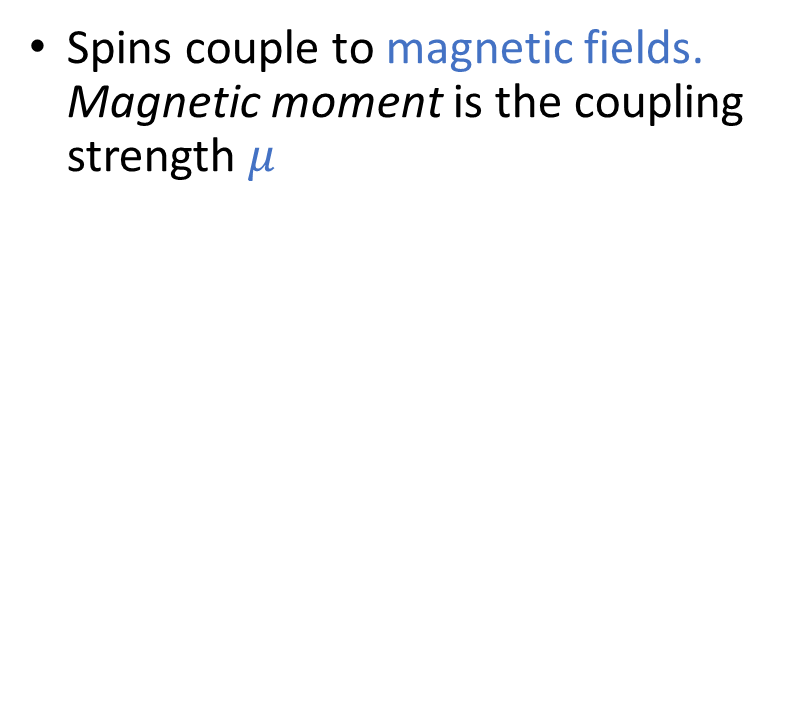 • Spins couple to magnetic fields.
Magnetic moment is the coupling
strength μ